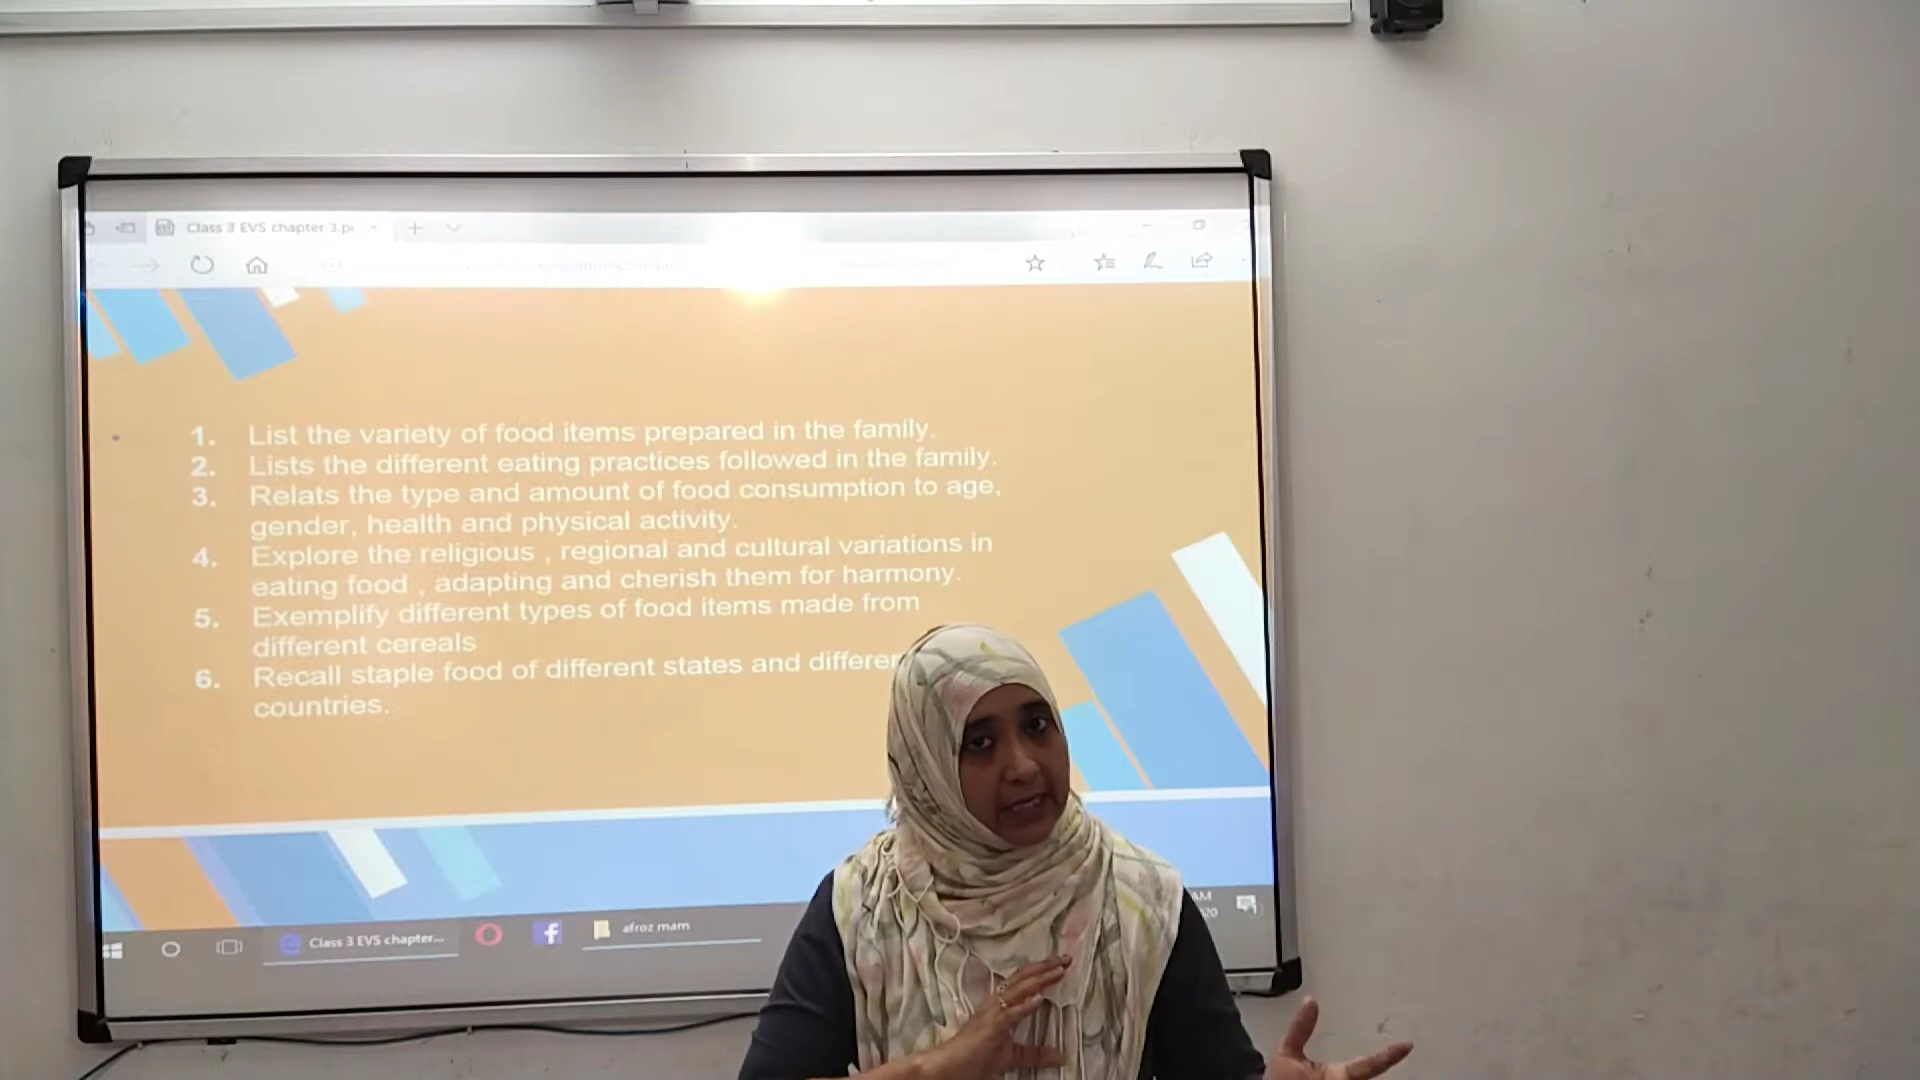 Class 3 EVS chapter 3.p
1. List the variety of food items prepared in the family.
2. Lists the different eating practices followed in the family.
3. Relats the type and amount of food consumption to age,
gender, health and physical activity.
4. Explore the religious , regional and cultural variations in
eating food , adapting and cherish them for harmony.
5. Exemplify different types of food items made from
different cereals
6. Recall staple food of different states and differen
countries.
AM
Class 3 EVS chapter...
afroz mam